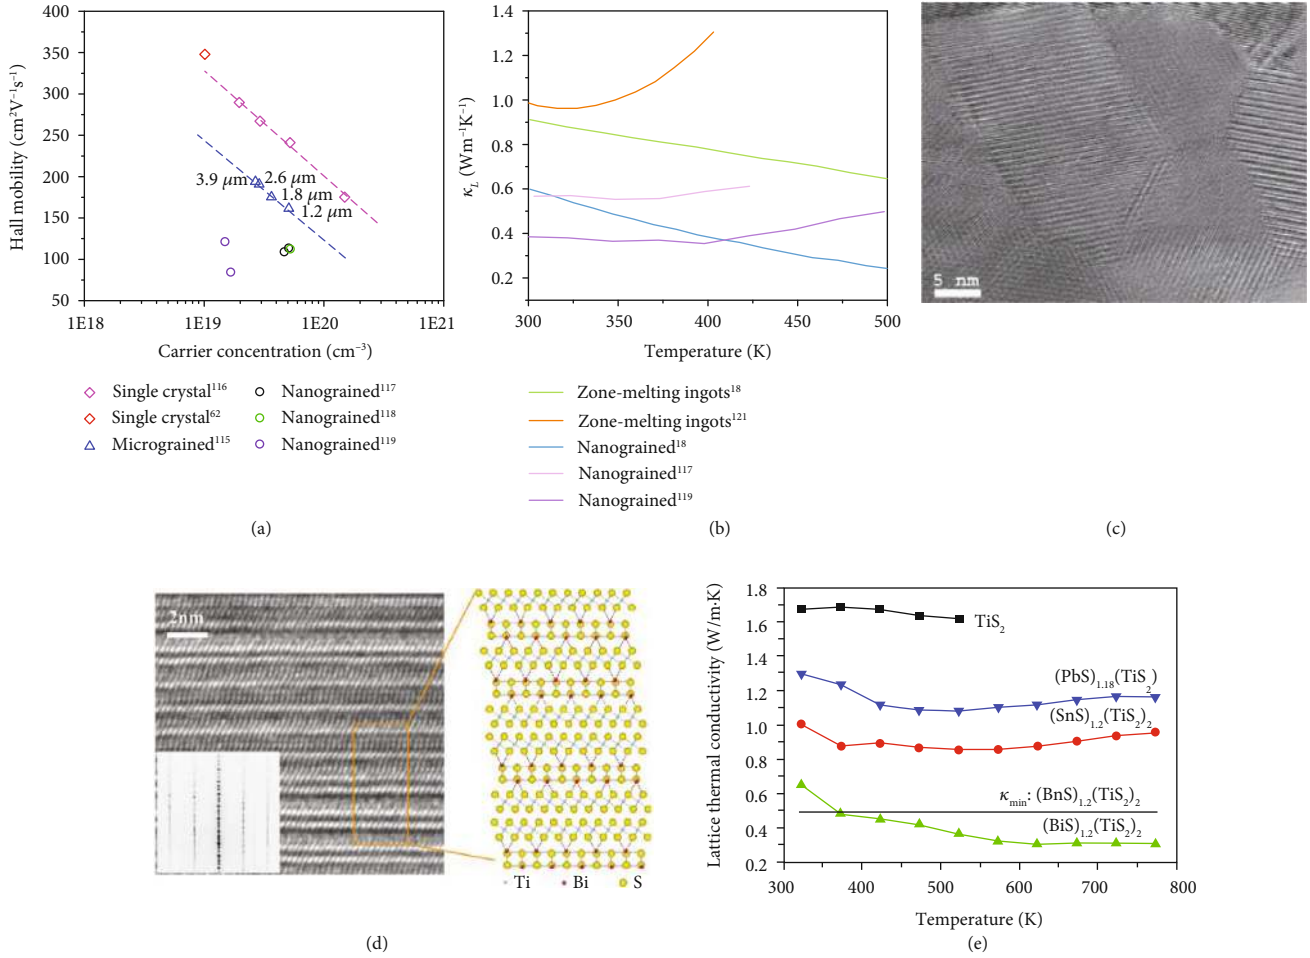 400
350
300
250
200
150
100
50
Hall mobility (cm²V⁻¹s⁻¹)
3.9 μm
2.6 μm
1.8 μm
1.2 μm
1E18
1E19
1E20
1E21
Carrier concentration (cm⁻³)
Single crystal¹¹⁶
Single crystal⁶²
Micrograined¹¹⁵
Nanograined¹¹⁷
Nanograined¹¹⁸
Nanograined¹¹⁹
(a)
1.4
1.2
1.0
0.8
0.6
0.4
0.2
κL (Wm⁻¹K⁻¹)
300
350
400
450
500
Temperature (K)
Zone-melting ingots¹⁸
Zone-melting ingots¹²¹
Nanograined¹⁸
Nanograined¹¹⁷
Nanograined¹¹⁹
(b)
5 nm
(c)
2nm
Ti
Bi
S
(d)
1.8
1.6
1.4
1.2
1.0
0.8
0.6
0.4
0.2
Lattice thermal conductivity (W/m·K)
TiS₂
(PbS)₁.₁₈(TiS₂)
(SnS)₁.₂(TiS₂)₂
κmin: (BnS)₁.₂(TiS₂)₂
(BiS)₁.₂(TiS₂)₂
300
400
500
600
700
800
Temperature (K)
(e)